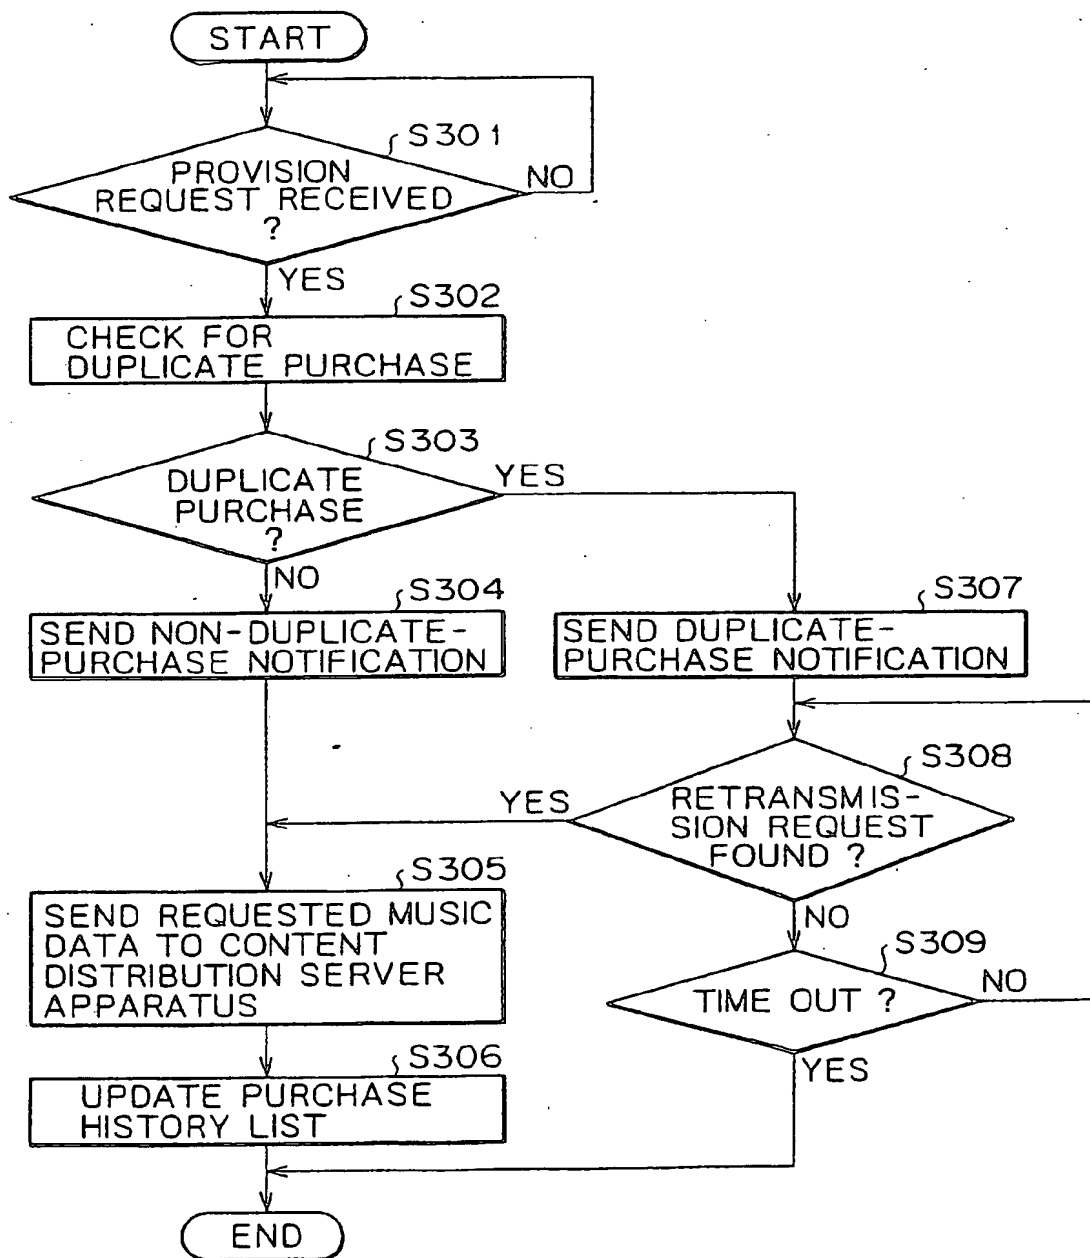 START
S301
PROVISION
REQUEST RECEIVED
?
NO
YES
S302
CHECK FOR
DUPLICATE PURCHASE
S303
DUPLICATE
PURCHASE
?
YES
NO
S304
SEND NON-DUPLICATE-
PURCHASE NOTIFICATION
S307
SEND DUPLICATE-
PURCHASE NOTIFICATION
S308
RETRANSMIS-
SION REQUEST
FOUND ?
YES
NO
S305
SEND REQUESTED MUSIC
DATA TO CONTENT
DISTRIBUTION SERVER
APPARATUS
S309
TIME OUT ?
NO
YES
S306
UPDATE PURCHASE
HISTORY LIST
END